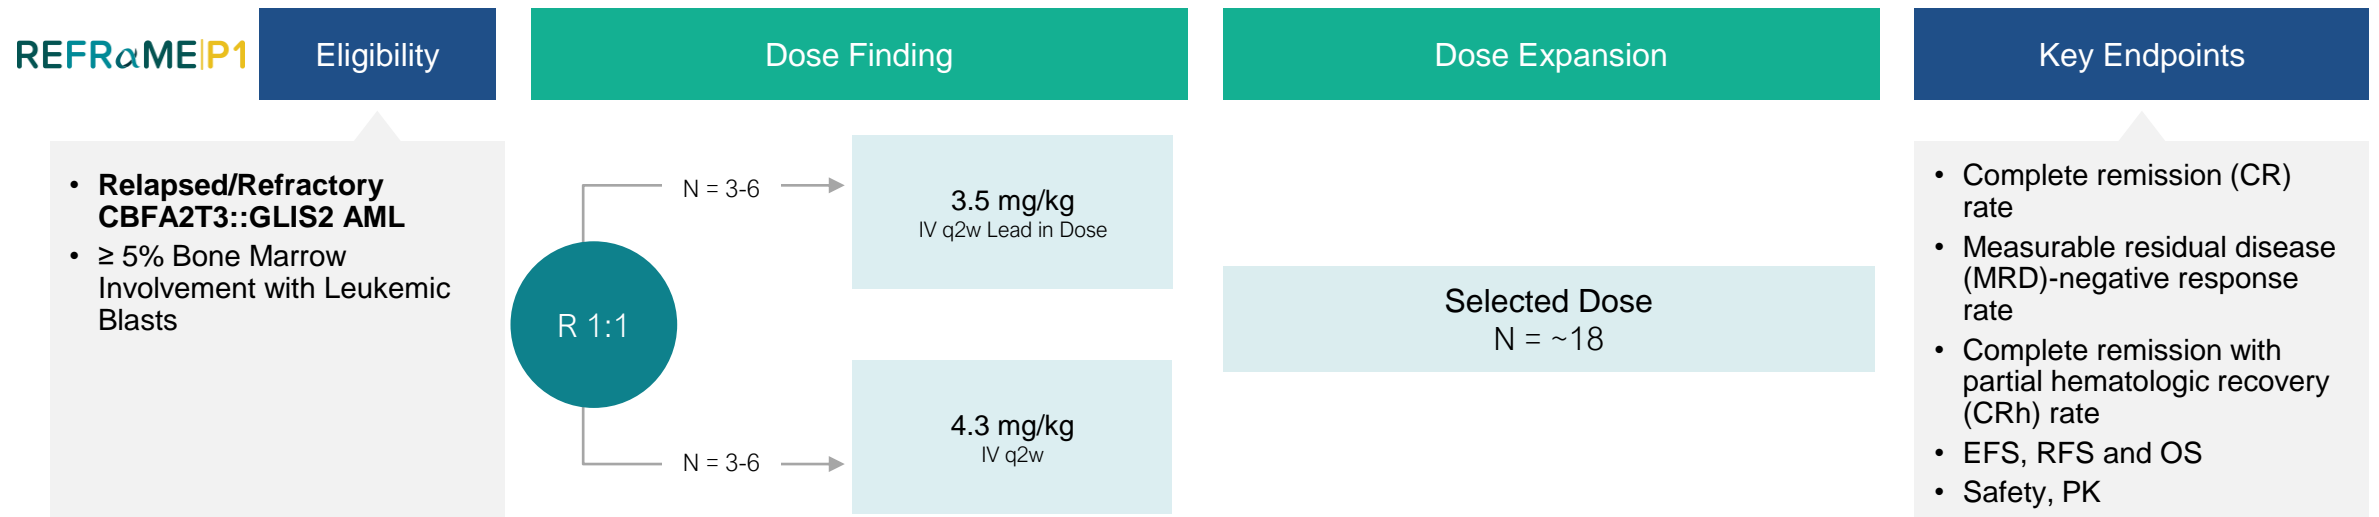 REFRαME|P1
Eligibility
Dose Finding
Dose Expansion
Key Endpoints
• Relapsed/Refractory
CBFA2T3::GLIS2 AML
• ≥ 5% Bone Marrow
Involvement with Leukemic
Blasts
R 1:1
N = 3-6
3.5 mg/kg
IV q2w Lead in Dose
N = 3-6
4.3 mg/kg
IV q2w
Selected Dose
N = ~18
• Complete remission (CR)
rate
• Measurable residual disease
(MRD)-negative response
rate
• Complete remission with
partial hematologic recovery
(CRh) rate
• EFS, RFS and OS
• Safety, PK